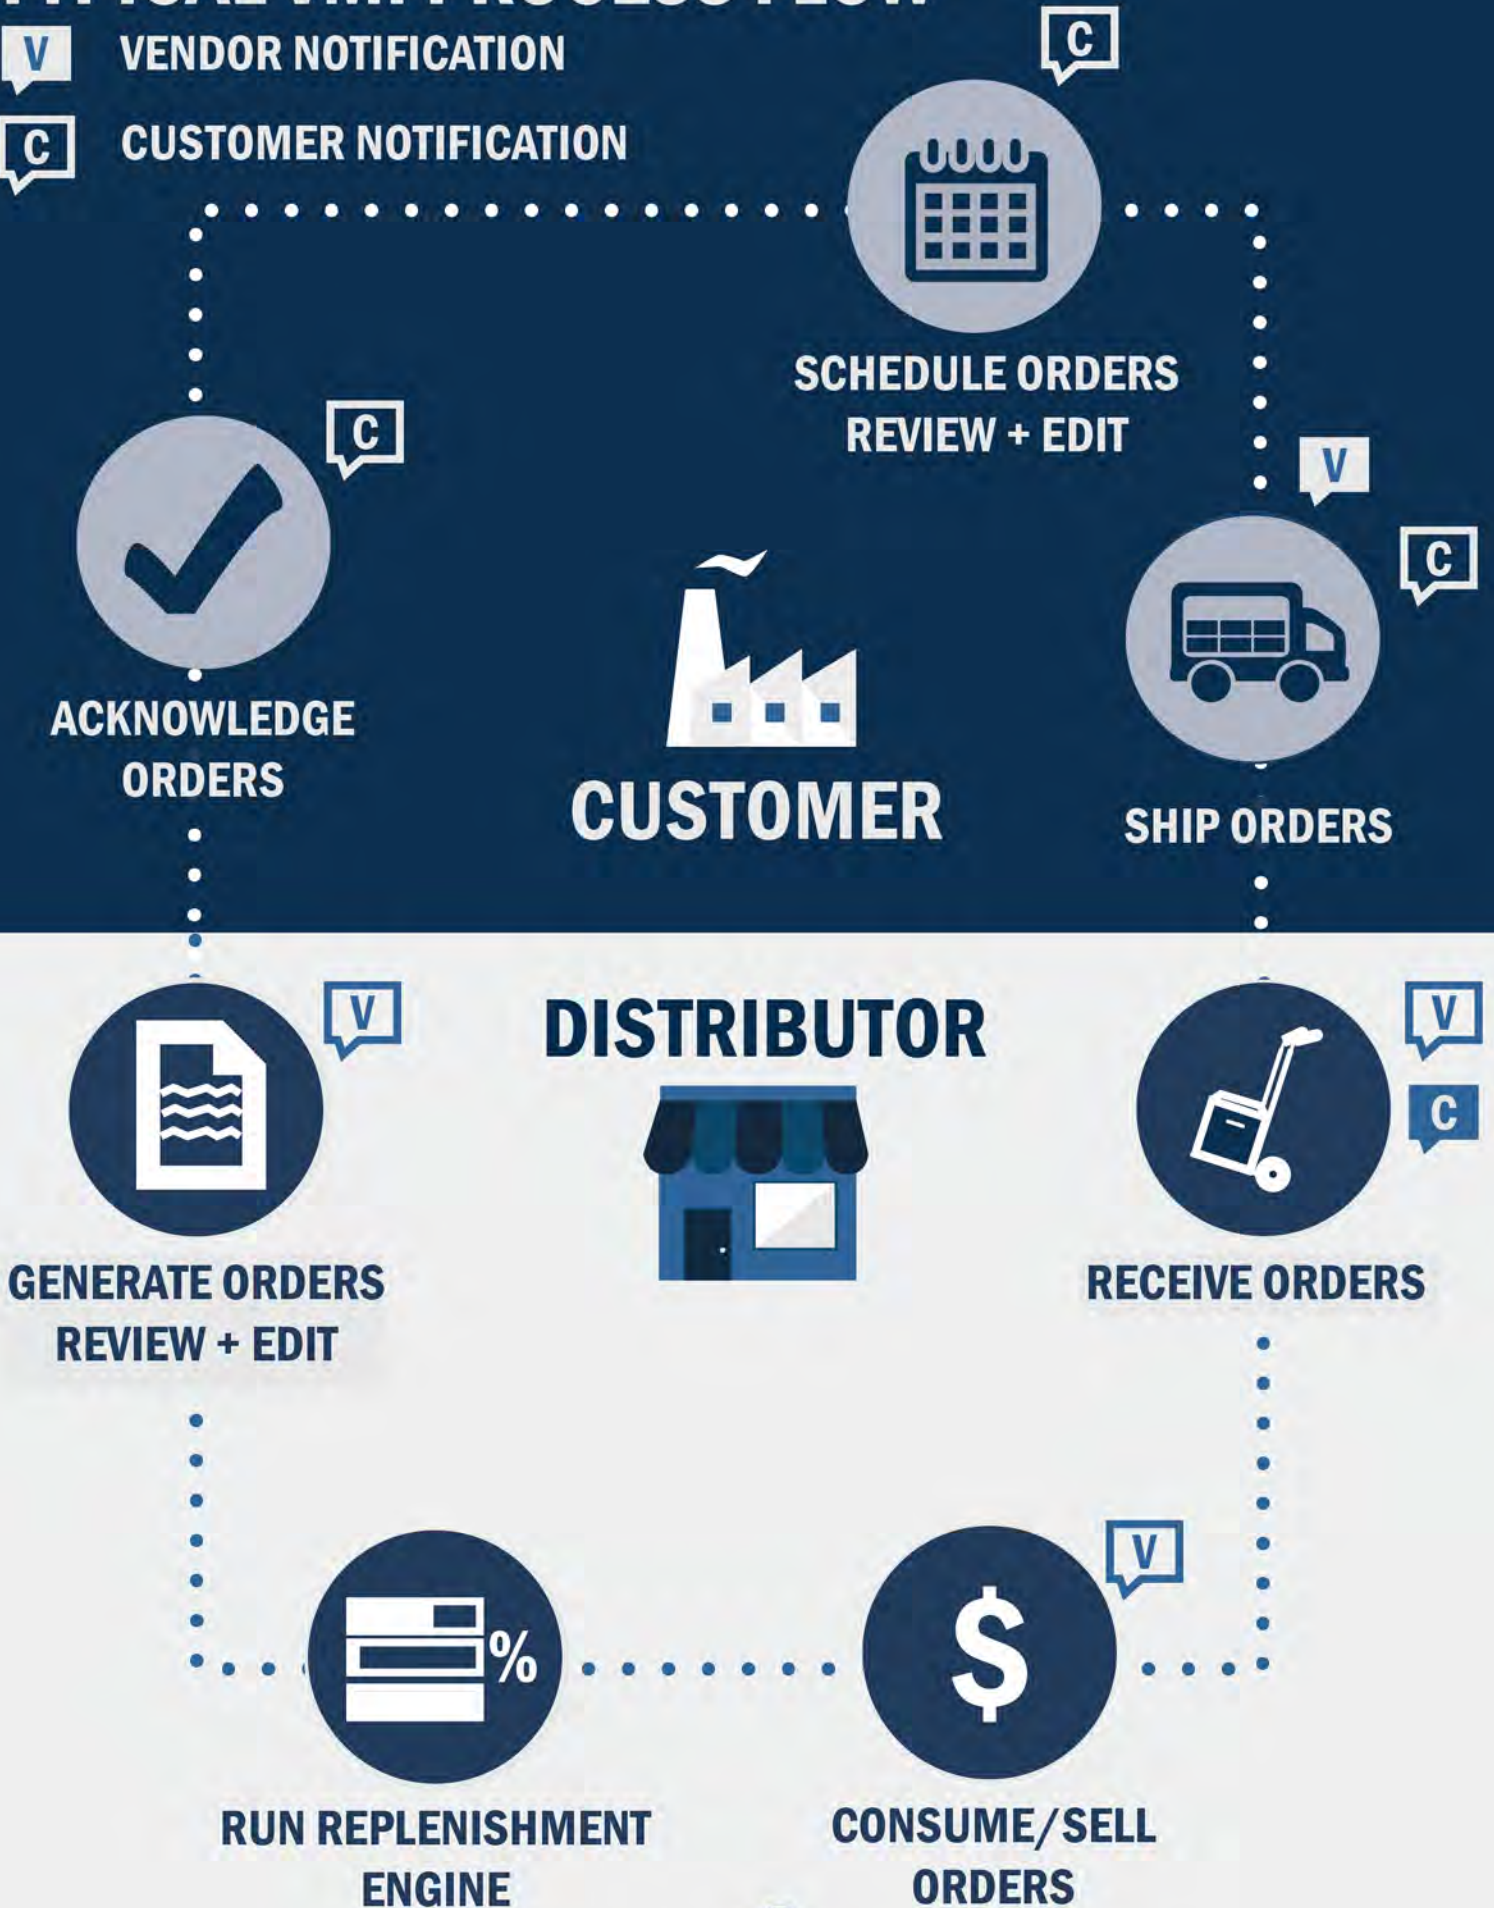 V VENDOR NOTIFICATION
C CUSTOMER NOTIFICATION
C
SCHEDULE ORDERS
REVIEW + EDIT
C
V
C
ACKNOWLEDGE
ORDERS
CUSTOMER
SHIP ORDERS
DISTRIBUTOR
V
V
C
GENERATE ORDERS
REVIEW + EDIT
RECEIVE ORDERS
V
%
$
RUN REPLENISHMENT
ENGINE
CONSUME/SELL
ORDERS